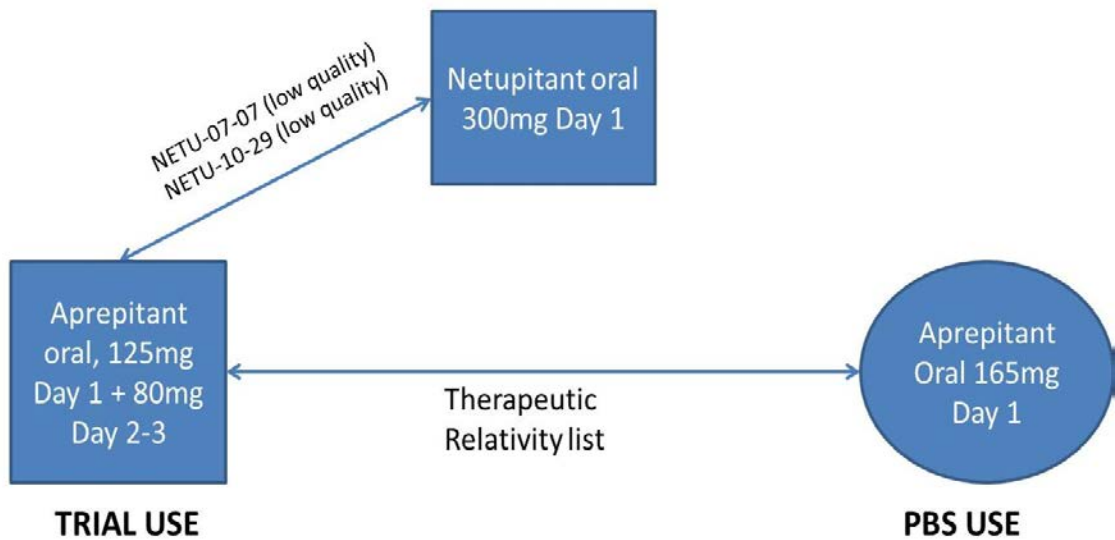 NETU-07-07 (low quality)
NETU-10-29 (low quality)
Netupitant oral
300mg Day 1
Aprepitant
oral, 125mg
Day 1 + 80mg
Day 2-3
Therapeutic
Relativity list
Aprepitant
Oral 165mg
Day 1
TRIAL USE
PBS USE